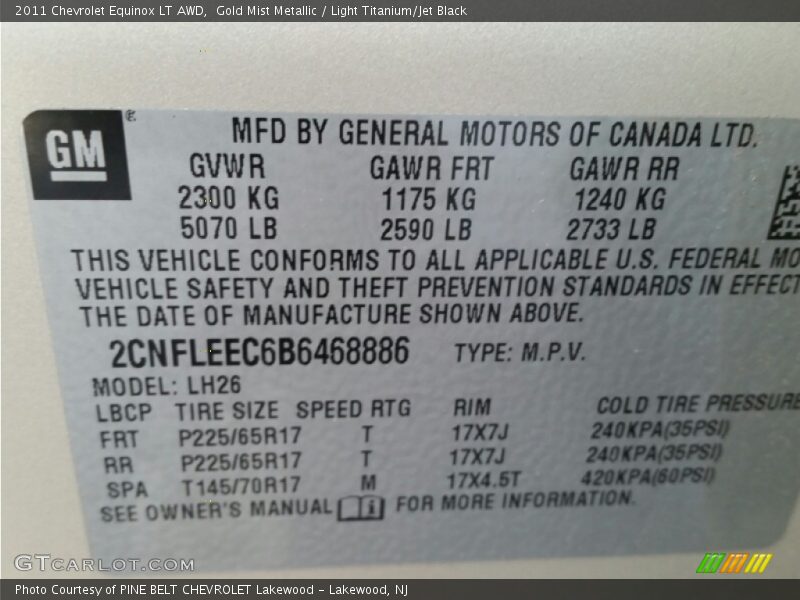 2011 Chevrolet Equinox LT AWD,  Gold Mist Metallic / Light Titanium/Jet Black
GM
MFD BY GENERAL MOTORS OF CANADA LTD.
GVWR GAWR FRT GAWR RR
2300 KG 1175 KG 1240 KG
5070 LB 2590 LB 2733 LB
THIS VEHICLE CONFORMS TO ALL APPLICABLE U.S. FEDERAL MO
VEHICLE SAFETY AND THEFT PREVENTION STANDARDS IN EFFECT
THE DATE OF MANUFACTURE SHOWN ABOVE.
2CNFLEEC6B6468886 TYPE: M.P.V.
MODEL: LH26
LBCP TIRE SIZE SPEED RTG RIM COLD TIRE PRESSURE
FRT P225/65R17 T 17X7J 240KPA(35PSI)
RR P225/65R17 T 17X7J 240KPA(35PSI)
SPA T145/70R17 M 17X4.5T 420KPA(60PSI)
SEE OWNER'S MANUAL FOR MORE INFORMATION.
GTCARLOT.COM
Photo Courtesy of PINE BELT CHEVROLET Lakewood - Lakewood, NJ